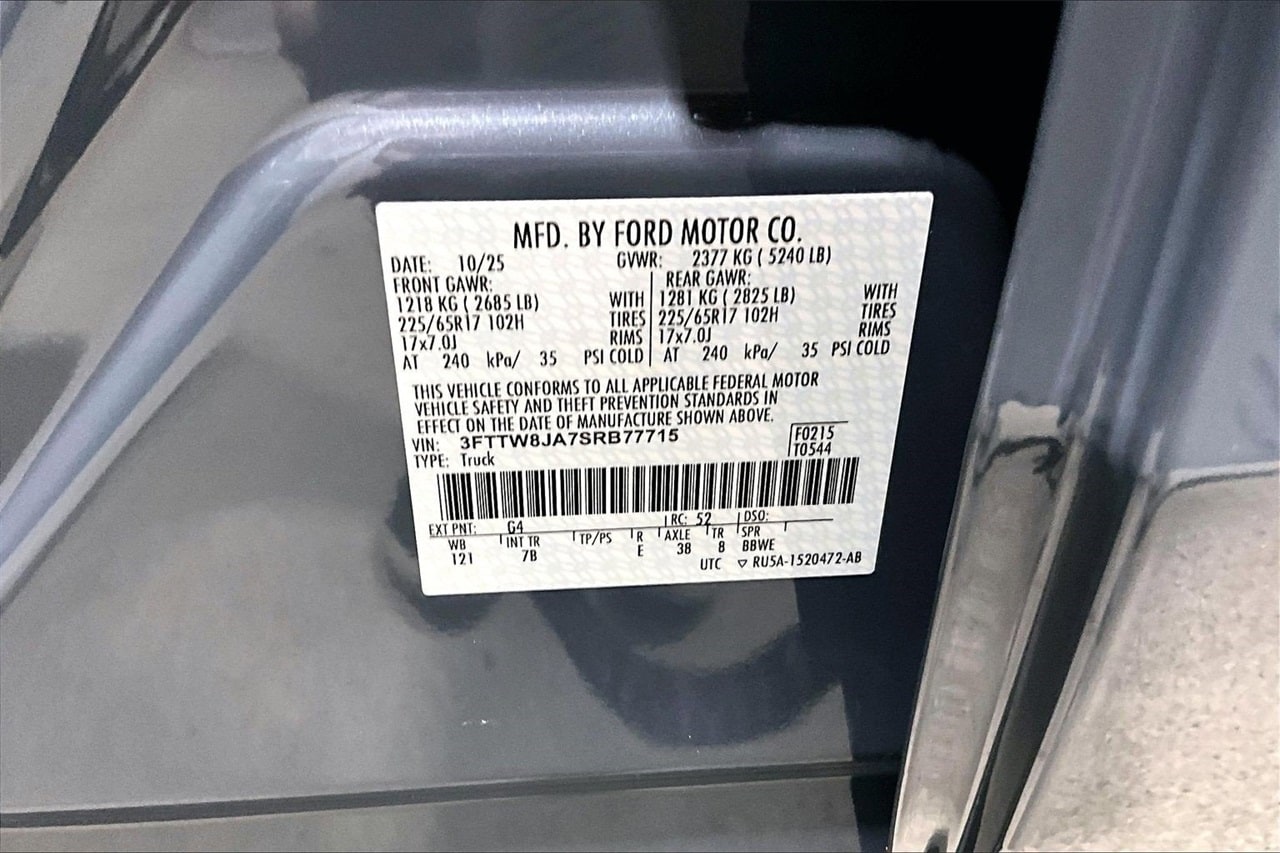 MFD. BY FORD MOTOR CO.
DATE: 10/25 GVWR: 2377 KG ( 5240 LB)
FRONT GAWR: REAR GAWR:
1218 KG ( 2685 LB) WITH 1281 KG ( 2825 LB) WITH
225/65R17 102H TIRES 225/65R17 102H TIRES
17x7.0J RIMS 17x7.0J RIMS
AT 240 kPa/ 35 PSI COLD AT 240 kPa/ 35 PSI COLD
THIS VEHICLE CONFORMS TO ALL APPLICABLE FEDERAL MOTOR
VEHICLE SAFETY AND THEFT PREVENTION STANDARDS IN
EFFECT ON THE DATE OF MANUFACTURE SHOWN ABOVE.
VIN: 3FTTW8JA7SRB77715 F0215
TYPE: Truck T0544
EXT PNT: G4 RC: 52 DSO:
WB INT TR TP/PS R AXLE TR SPR
121 7B E 38 8 BBWE
UTC ▽ RU5A-1520472-AB